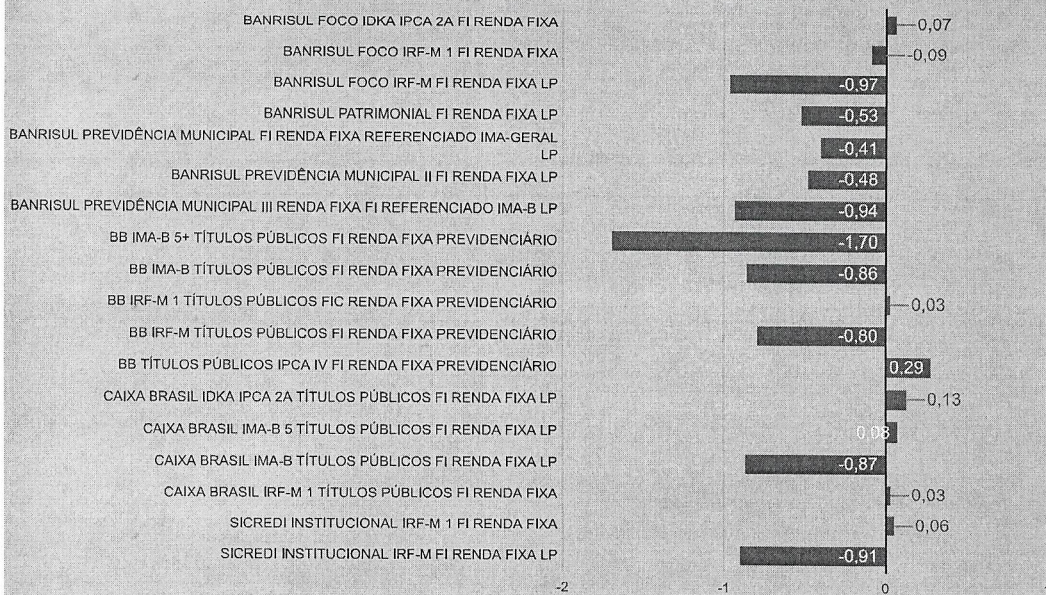 BANRISUL FOCO IDKA IPCA 2A FI RENDA FIXA 0,07
BANRISUL FOCO IRF-M 1 FI RENDA FIXA -0,09
BANRISUL FOCO IRF-M FI RENDA FIXA LP -0,97
BANRISUL PATRIMONIAL FI RENDA FIXA LP -0,53
BANRISUL PREVIDÊNCIA MUNICIPAL FI RENDA FIXA REFERENCIADO IMA-GERAL
LP -0,41
BANRISUL PREVIDÊNCIA MUNICIPAL II FI RENDA FIXA LP -0,48
BANRISUL PREVIDÊNCIA MUNICIPAL III RENDA FIXA FI REFERENCIADO IMA-B LP -0,94
BB IMA-B 5+ TÍTULOS PÚBLICOS FI RENDA FIXA PREVIDENCIÁRIO -1,70
BB IMA-B TÍTULOS PÚBLICOS FI RENDA FIXA PREVIDENCIÁRIO -0,86
BB IRF-M 1 TÍTULOS PÚBLICOS FIC RENDA FIXA PREVIDENCIÁRIO 0,03
BB IRF-M TÍTULOS PÚBLICOS FI RENDA FIXA PREVIDENCIÁRIO -0,80
BB TÍTULOS PÚBLICOS IPCA IV FI RENDA FIXA PREVIDENCIÁRIO 0,29
CAIXA BRASIL IDKA IPCA 2A TÍTULOS PÚBLICOS FI RENDA FIXA LP 0,13
CAIXA BRASIL IMA-B 5 TÍTULOS PÚBLICOS FI RENDA FIXA LP 0,08
CAIXA BRASIL IMA-B TÍTULOS PÚBLICOS FI RENDA FIXA LP -0,87
CAIXA BRASIL IRF-M 1 TÍTULOS PÚBLICOS FI RENDA FIXA 0,03
SICREDI INSTITUCIONAL IRF-M 1 FI RENDA FIXA 0,06
SICREDI INSTITUCIONAL IRF-M FI RENDA FIXA LP -0,91
-2 -1 0